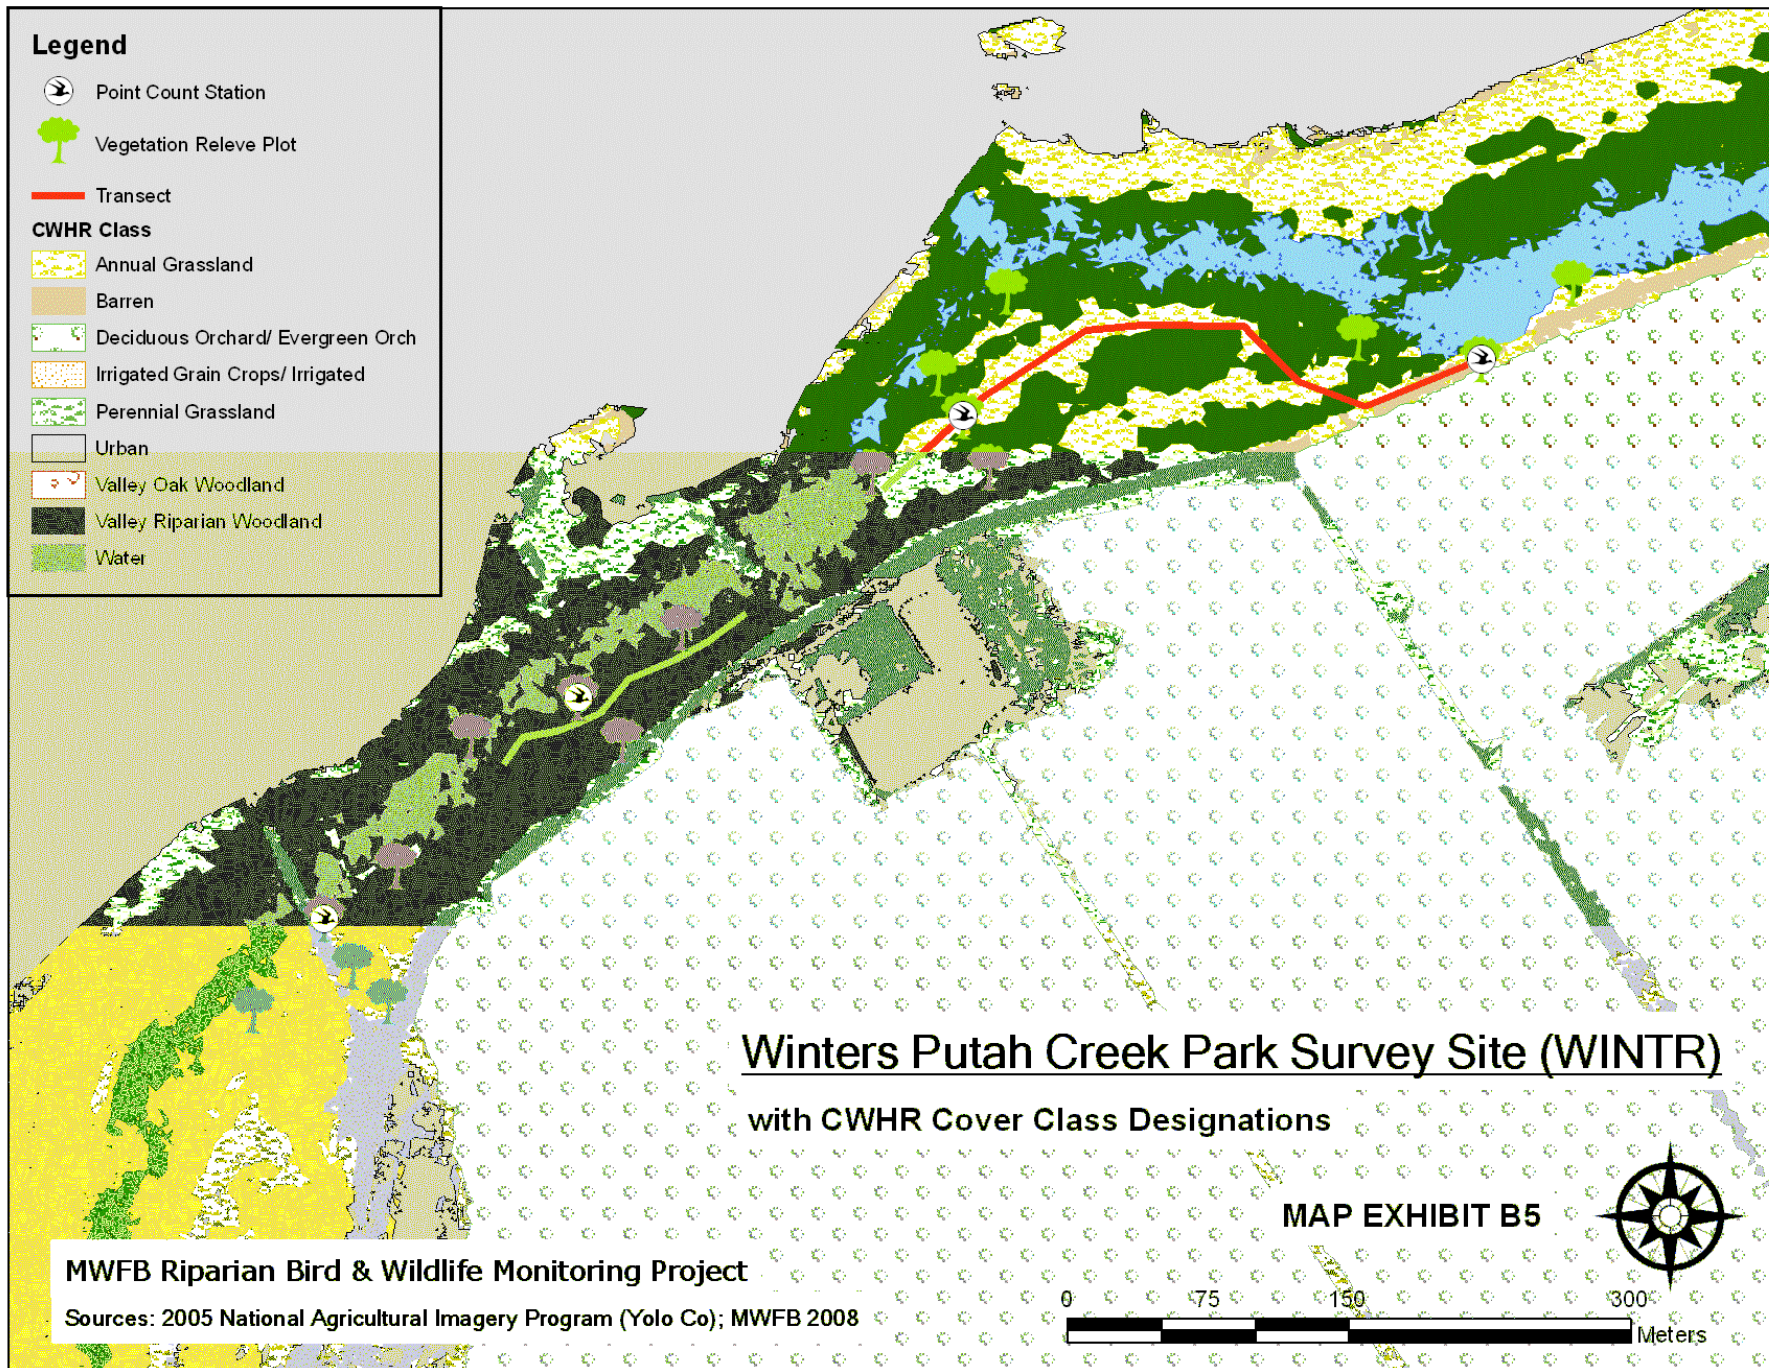 Legend
Point Count Station
Vegetation Releve Plot
Transect
CWHR Class
Annual Grassland
Barren
Deciduous Orchard/ Evergreen Orch
Irrigated Grain Crops/ Irrigated
Perennial Grassland
Urban
Valley Oak Woodland
Valley Riparian Woodland
Water
Winters Putah Creek Park Survey Site (WINTR)
with CWHR Cover Class Designations
MAP EXHIBIT B5
MWFB Riparian Bird & Wildlife Monitoring Project
Sources: 2005 National Agricultural Imagery Program (Yolo Co); MWFB 2008
0 75 150 300
Meters